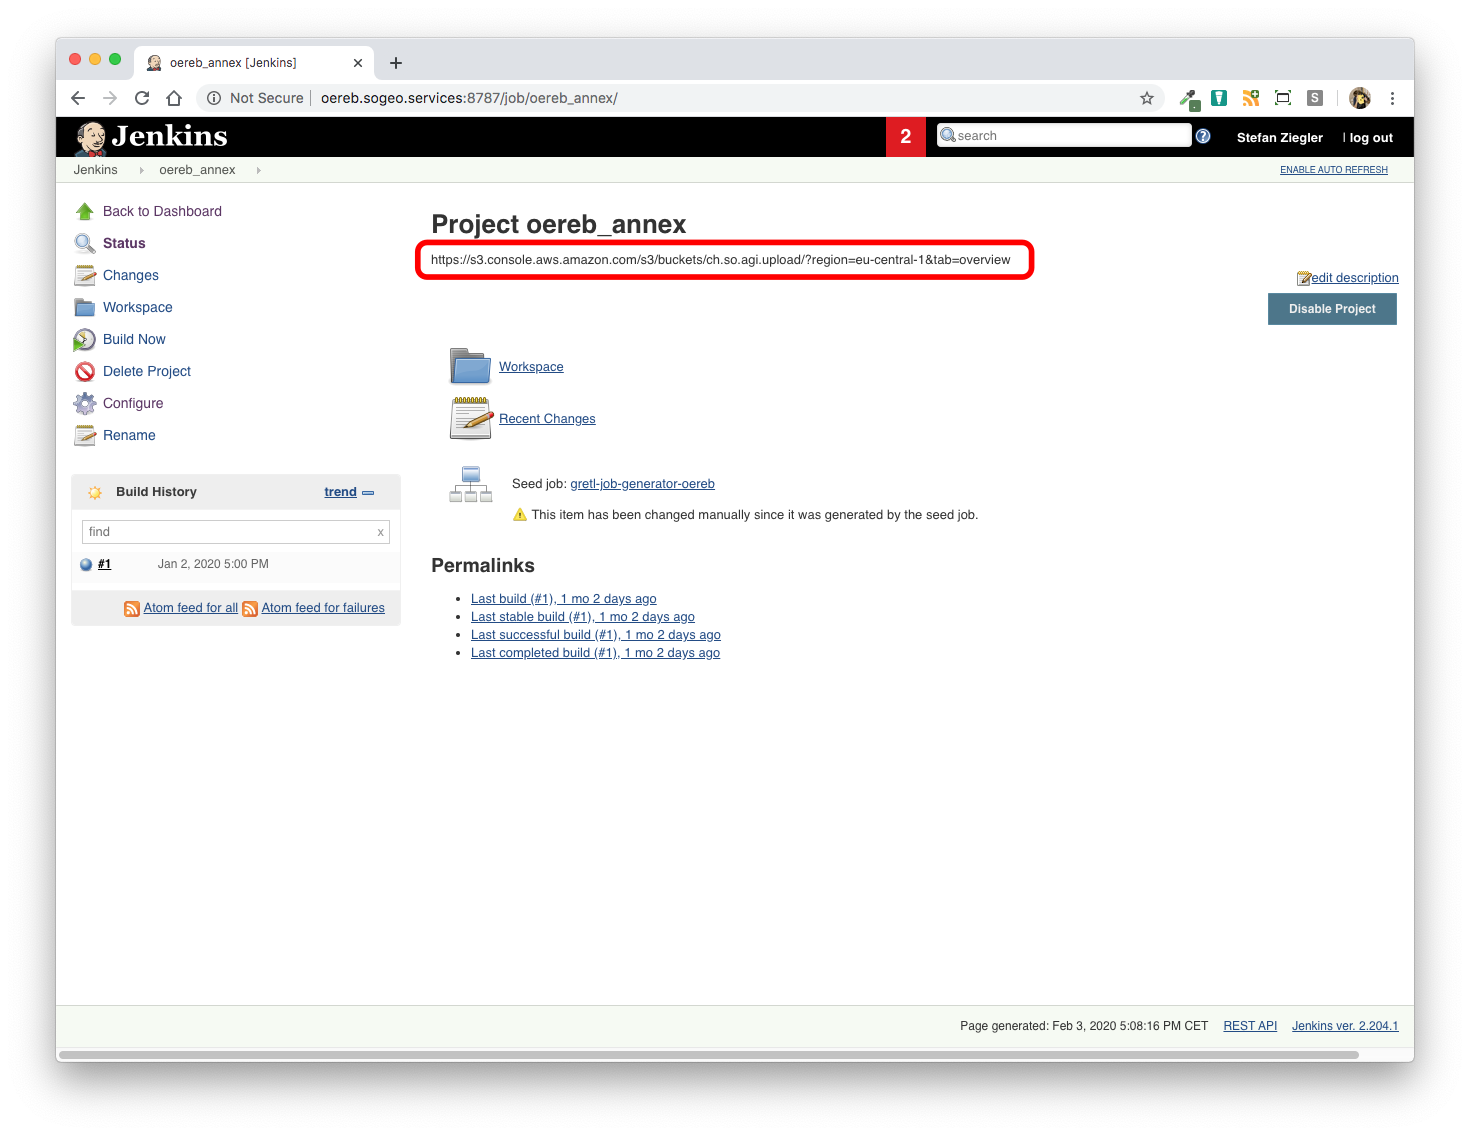 oereb_annex [Jenkins]
Not Secure oereb.sogeo.services:8787/job/oereb_annex/
S
Jenkins
2
search
?
Stefan Ziegler | log out
Jenkins oereb_annex
ENABLE AUTO REFRESH
Back to Dashboard
Status
Changes
Workspace
Build Now
Delete Project
Configure
Rename
Build History trend
find x
#1 Jan 2, 2020 5:00 PM
Atom feed for all Atom feed for failures
Project oereb_annex
https://s3.console.aws.amazon.com/s3/buckets/ch.so.agi.upload/?region=eu-central-1&tab=overview
edit description
Disable Project
Workspace
Recent Changes
Seed job: gretl-job-generator-oereb
This item has been changed manually since it was generated by the seed job.
Permalinks
Last build (#1), 1 mo 2 days ago
Last stable build (#1), 1 mo 2 days ago
Last successful build (#1), 1 mo 2 days ago
Last completed build (#1), 1 mo 2 days ago
Page generated: Feb 3, 2020 5:08:16 PM CET REST API Jenkins ver. 2.204.1